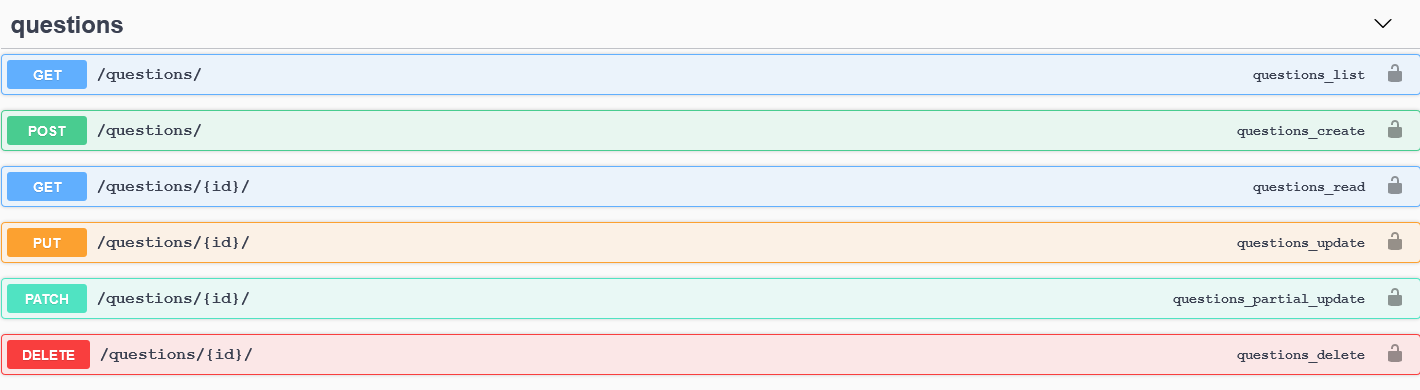 questions
GET /questions/ questions_list
POST /questions/ questions_create
GET /questions/{id}/ questions_read
PUT /questions/{id}/ questions_update
PATCH /questions/{id}/ questions_partial_update
DELETE /questions/{id}/ questions_delete